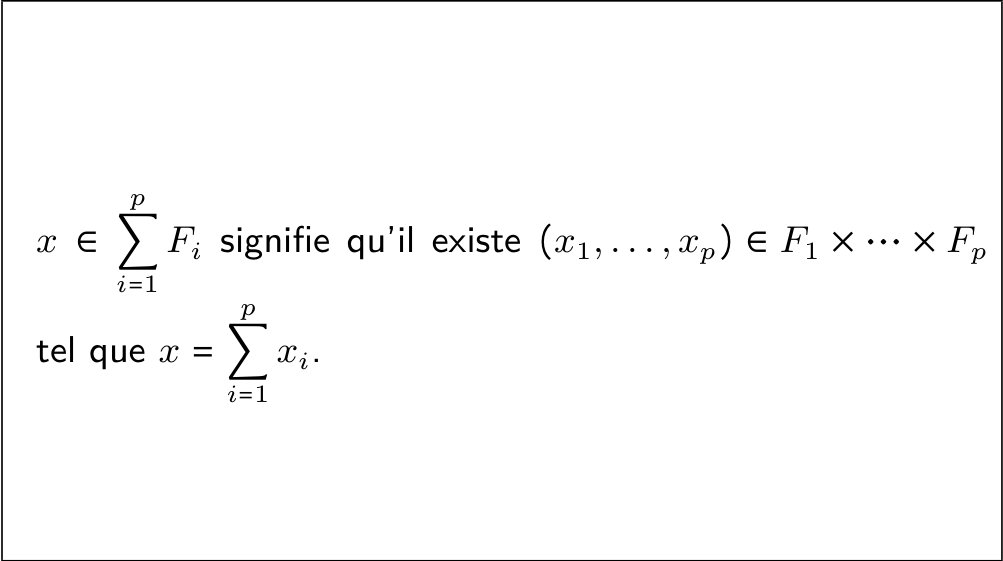 $x \in \sum_{i=1}^{p} F_i$ signifie qu'il existe $(x_1, \ldots, x_p) \in F_1 \times \cdots \times F_p$
tel que $x = \sum_{i=1}^{p} x_i$.